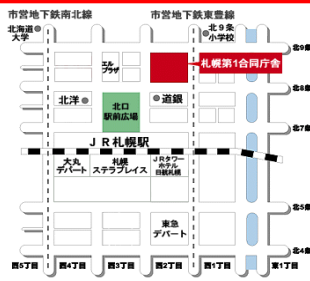 市営地下鉄南北線
市営地下鉄東豊線
北海道
大学
北9条
小学校
北9条
エル
プラザ
札幌第1合同庁舎
北8条
北洋
北口
駅前広場
道銀
北7条
JR札幌駅
大丸
デパート
札幌
ステラプレイス
JRタワー
ホテル
日航札幌
北5条
東急
デパート
北4条
西5丁目
西4丁目
西3丁目
西2丁目
西1丁目
東1丁目